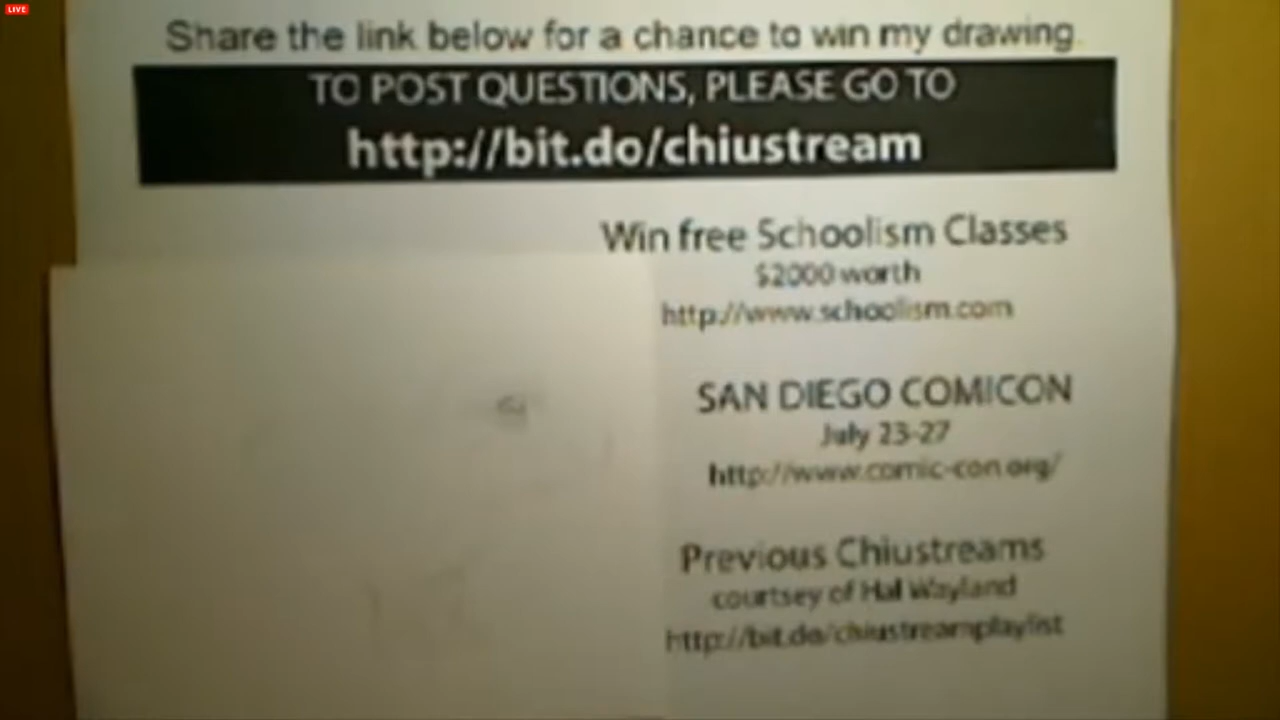 LIVE
Share the link below for a chance to win my drawing.
TO POST QUESTIONS, PLEASE GO TO
http://bit.do/chiustream
Win free Schoolism Classes
$2000 worth
http://www.schoolism.com
SAN DIEGO COMICON
July 23-27
http://www.comic-con.org/
Previous Chiustreams
courtsey of Hal Wayland
http://bit.do/chiustreamplaylist